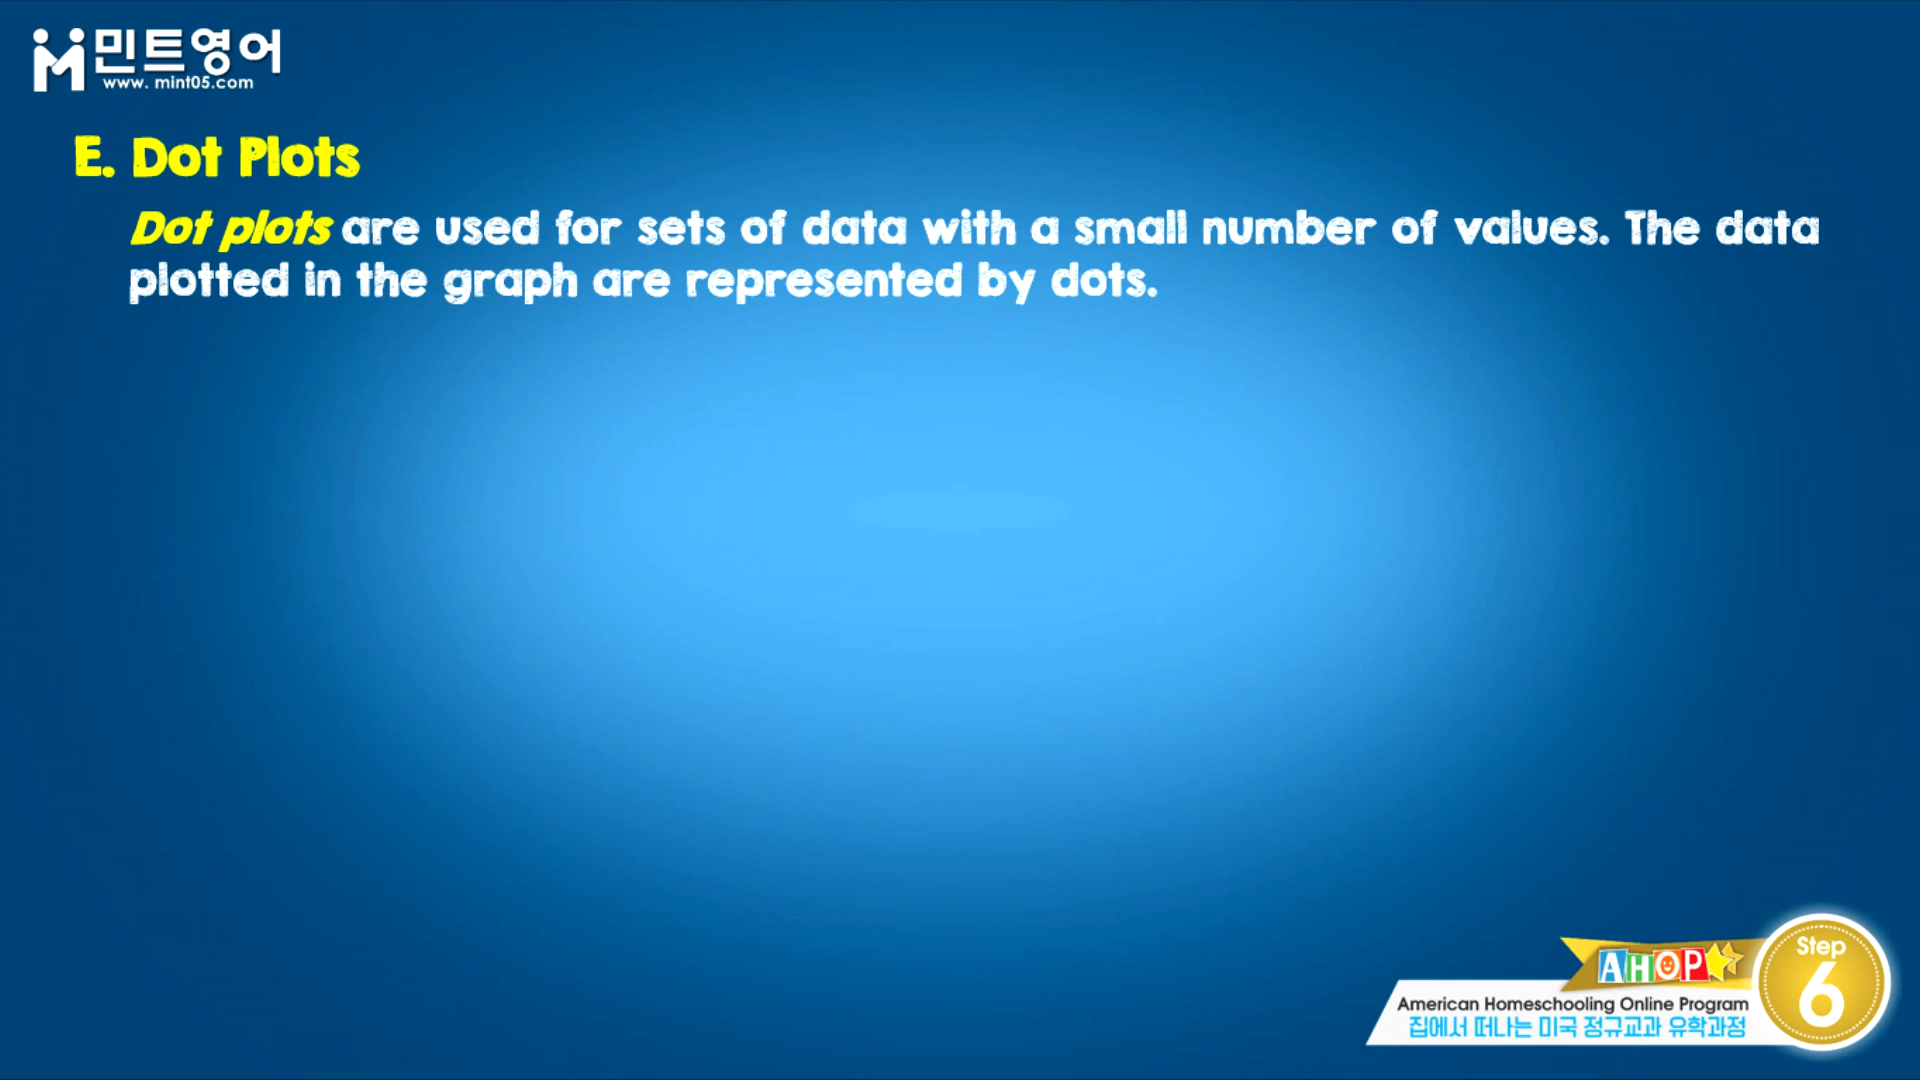 민트영어
www. mint05.com
E. Dot Plots
Dot plots are used for sets of data with a small number of values. The data
plotted in the graph are represented by dots.
AHOP
Step
6
American Homeschooling Online Program
집에서 떠나는 미국 정규교과 유학과정